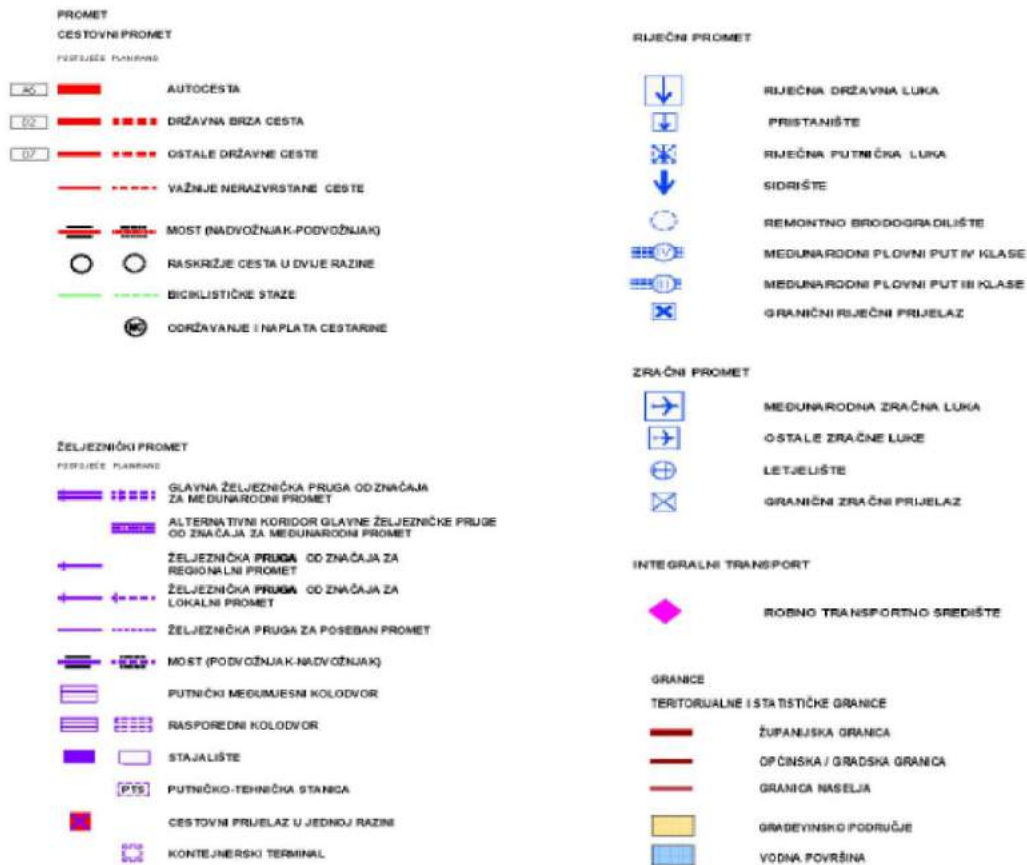 PROMET
CESTOVNI PROMET
POSTOJEĆE PLANIRANO
A6 AUTOCESTA
D2 DRŽAVNA BRZA CESTA
D7 OSTALE DRŽAVNE CESTE
VAŽNIJE NERAZVRSTANE CESTE
MOST (NADVOŽNJAK-PODVOŽNJAK)
RASKRIŽJE CESTA U DVIJE RAZINE
BICIKLISTIČKE STAZE
ODRŽAVANJE I NAPLATA CESTARINE
ŽELJEZNIČKI PROMET
POSTOJEĆE PLANIRANO
GLAVNA ŽELJEZNIČKA PRUGA OD ZNAČAJA
ZA MEĐUNARODNI PROMET
ALTERNATIVNI KORIDOR GLAVNE ŽELJEZNIČKE PRUGE
OD ZNAČAJA ZA MEĐUNARODNI PROMET
ŽELJEZNIČKA PRUGA OD ZNAČAJA ZA
REGIONALNI PROMET
ŽELJEZNIČKA PRUGA OD ZNAČAJA ZA
LOKALNI PROMET
ŽELJEZNIČKA PRUGA ZA POSEBAN PROMET
MOST (PODVOŽNJAK-NADVOŽNJAK)
PUTNIČKI MEĐUMJESNI KOLODVOR
RASPOREDNI KOLODVOR
STAJALIŠTE
PTS PUTNIČKO-TEHNIČKA STANICA
CESTOVNI PRIJELAZ U JEDNOJ RAZINI
KONTEJNERSKI TERMINAL
RIJEČNI PROMET
RIJEČNA DRŽAVNA LUKA
PRISTANIŠTE
RIJEČNA PUTNIČKA LUKA
SIDRIŠTE
REMONTNO BRODOGRADILIŠTE
IV MEĐUNARODNI PLOVNI PUT IV KLASE
III MEĐUNARODNI PLOVNI PUT III KLASE
GRANIČNI RIJEČNI PRIJELAZ
ZRAČNI PROMET
MEĐUNARODNA ZRAČNA LUKA
OSTALE ZRAČNE LUKE
LETJELIŠTE
GRANIČNI ZRAČNI PRIJELAZ
INTEGRALNI TRANSPORT
ROBNO TRANSPORTNO SREDIŠTE
GRANICE
TERITORIJALNE I STATISTIČKE GRANICE
ŽUPANIJSKA GRANICA
OPĆINSKA / GRADSKA GRANICA
GRANICA NASELJA
GRAĐEVINSKO PODRUČJE
VODNA POVRŠINA